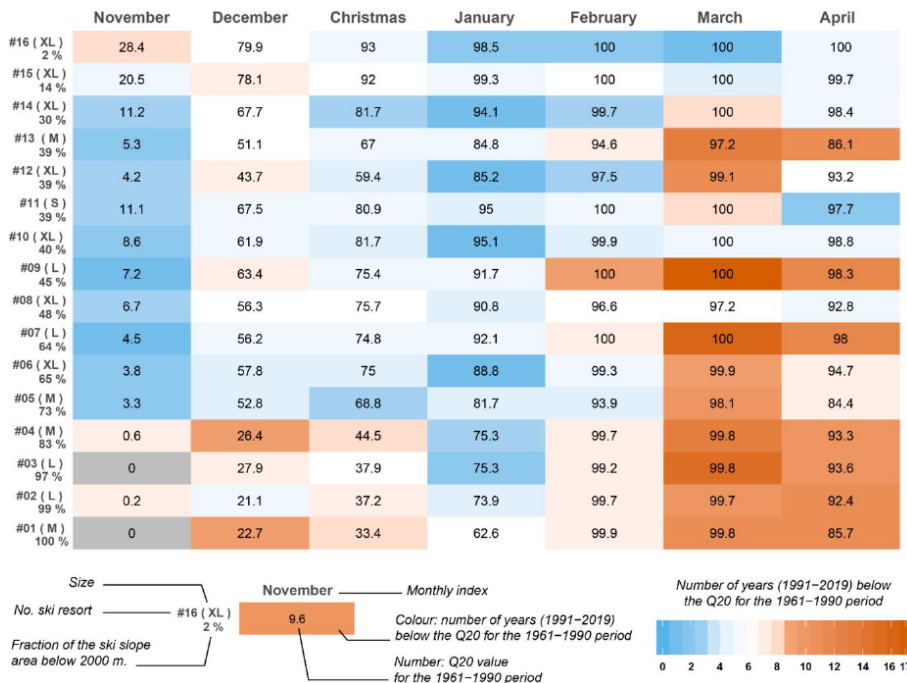 November December Christmas January February March April
#16 ( XL ) 28.4 79.9 93 98.5 100 100 100
2 %
#15 ( XL ) 20.5 78.1 92 99.3 100 100 99.7
14 %
#14 ( XL ) 11.2 67.7 81.7 94.1 99.7 100 98.4
30 %
#13 ( M ) 5.3 51.1 67 84.8 94.6 97.2 86.1
39 %
#12 ( XL ) 4.2 43.7 59.4 85.2 97.5 99.1 93.2
39 %
#11 ( S ) 11.1 67.5 80.9 95 100 100 97.7
39 %
#10 ( XL ) 8.6 61.9 81.7 95.1 99.9 100 98.8
40 %
#09 ( L ) 7.2 63.4 75.4 91.7 100 100 98.3
45 %
#08 ( XL ) 6.7 56.3 75.7 90.8 96.6 97.2 92.8
48 %
#07 ( L ) 4.5 56.2 74.8 92.1 100 100 98
64 %
#06 ( XL ) 3.8 57.8 75 88.8 99.3 99.9 94.7
65 %
#05 ( M ) 3.3 52.8 68.8 81.7 93.9 98.1 84.4
73 %
#04 ( M ) 0.6 26.4 44.5 75.3 99.7 99.8 93.3
83 %
#03 ( L ) 0 27.9 37.9 75.3 99.2 99.8 93.6
97 %
#02 ( L ) 0.2 21.1 37.2 73.9 99.7 99.7 92.4
99 %
#01 ( M ) 0 22.7 33.4 62.6 99.9 99.8 85.7
100 %
Size
No. ski resort
Fraction of the ski slope
area below 2000 m.
#16 ( XL )
2 %
November
9.6
Monthly index
Colour: number of years (1991−2019)
below the Q20 for the 1961−1990 period
Number: Q20 value
for the 1961−1990 period
Number of years (1991−2019) below
the Q20 for the 1961−1990 period
0 2 4 6 8 10 12 14 16 17